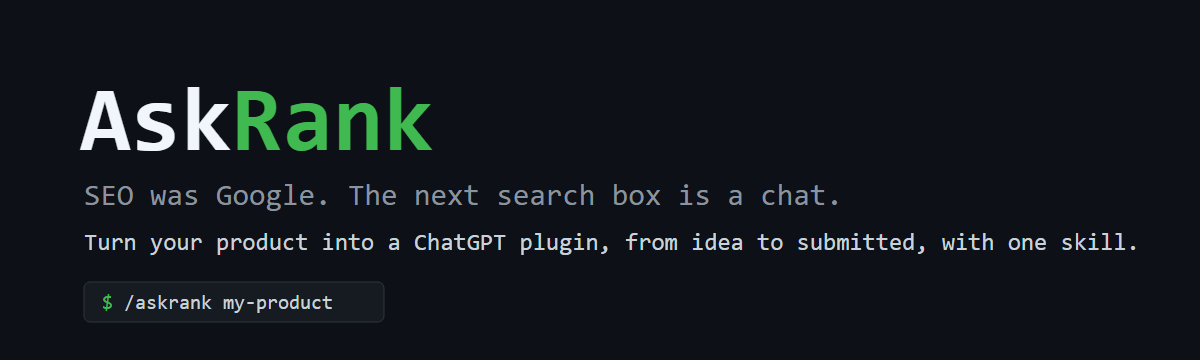 AskRank
SEO was Google. The next search box is a chat.
Turn your product into a ChatGPT plugin, from idea to submitted, with one skill.
$ /askrank my-product